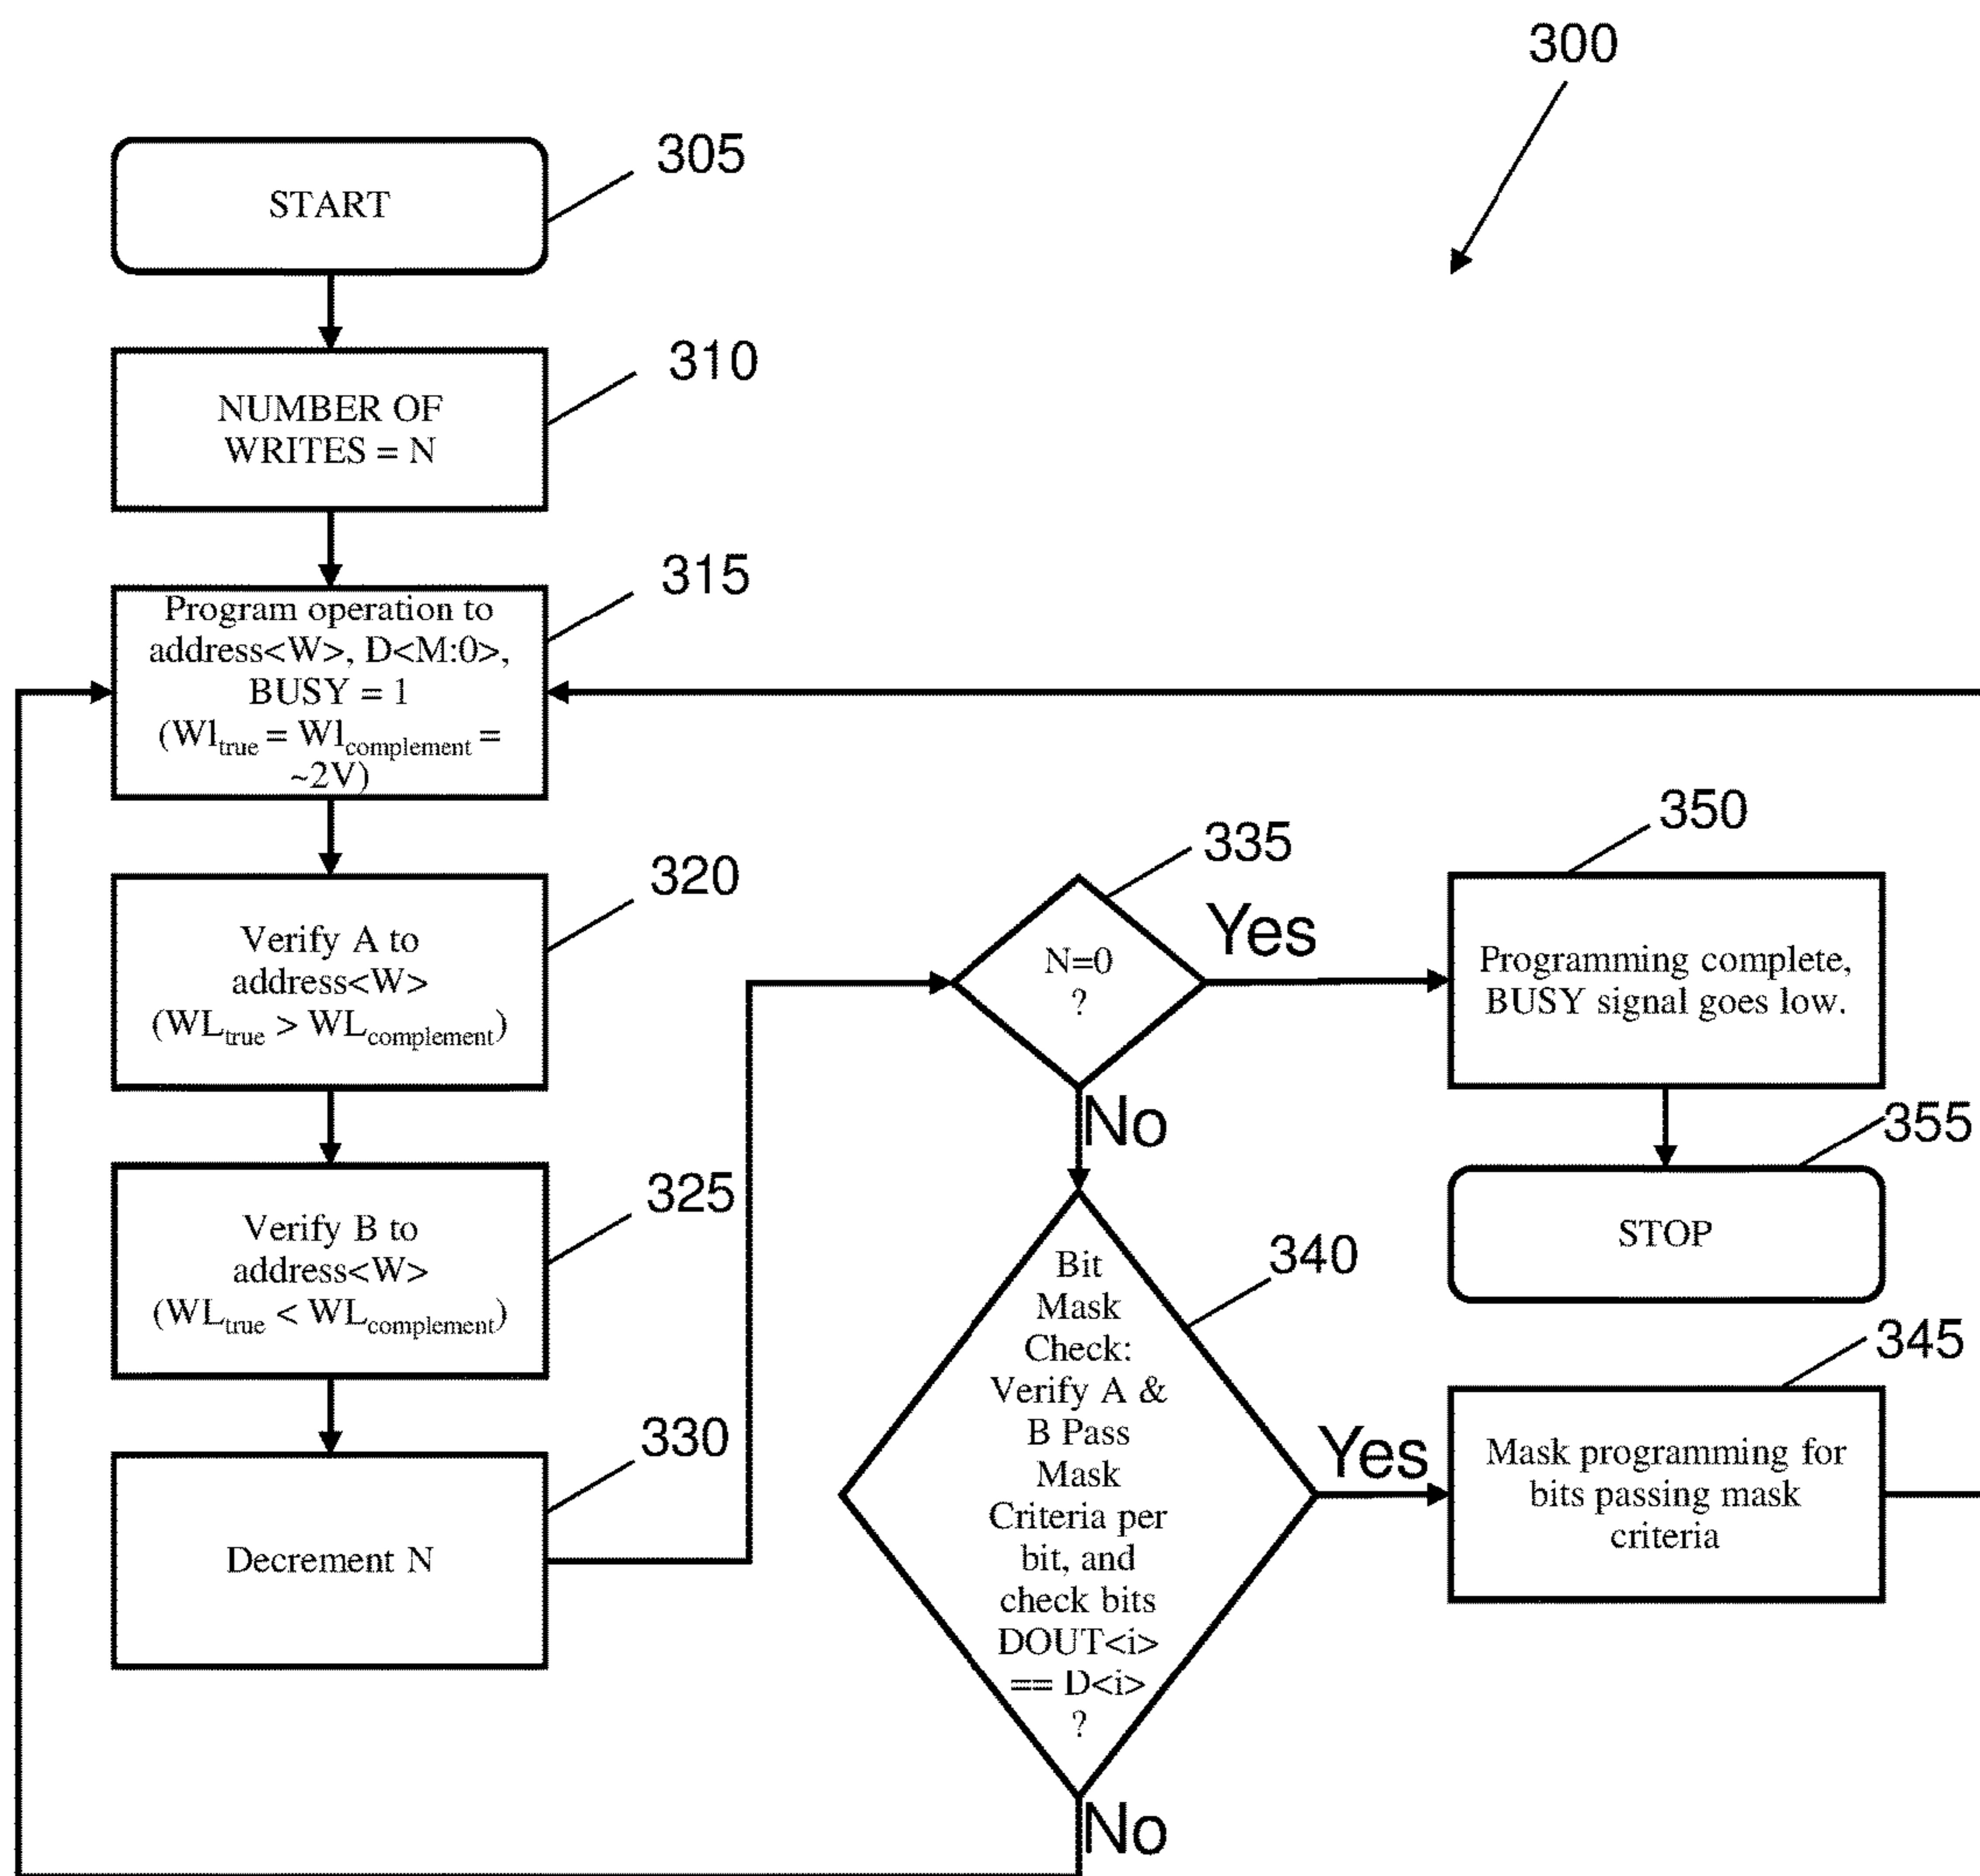 300
START
305
NUMBER OF
WRITES = N
310
Program operation to
address<W>, D<M:0>,
BUSY = 1
(Wl_true = Wl_complement =
~2V)
315
Verify A to
address<W>
(WL_true > WL_complement)
320
Verify B to
address<W>
(WL_true < WL_complement)
325
Decrement N
330
N=0
?
335
Yes
No
Bit
Mask
Check:
Verify A &
B Pass
Mask
Criteria per
bit, and
check bits
DOUT<i>
== D<i>
?
340
Yes
No
Mask programming for
bits passing mask
criteria
345
Programming complete,
BUSY signal goes low.
350
STOP
355